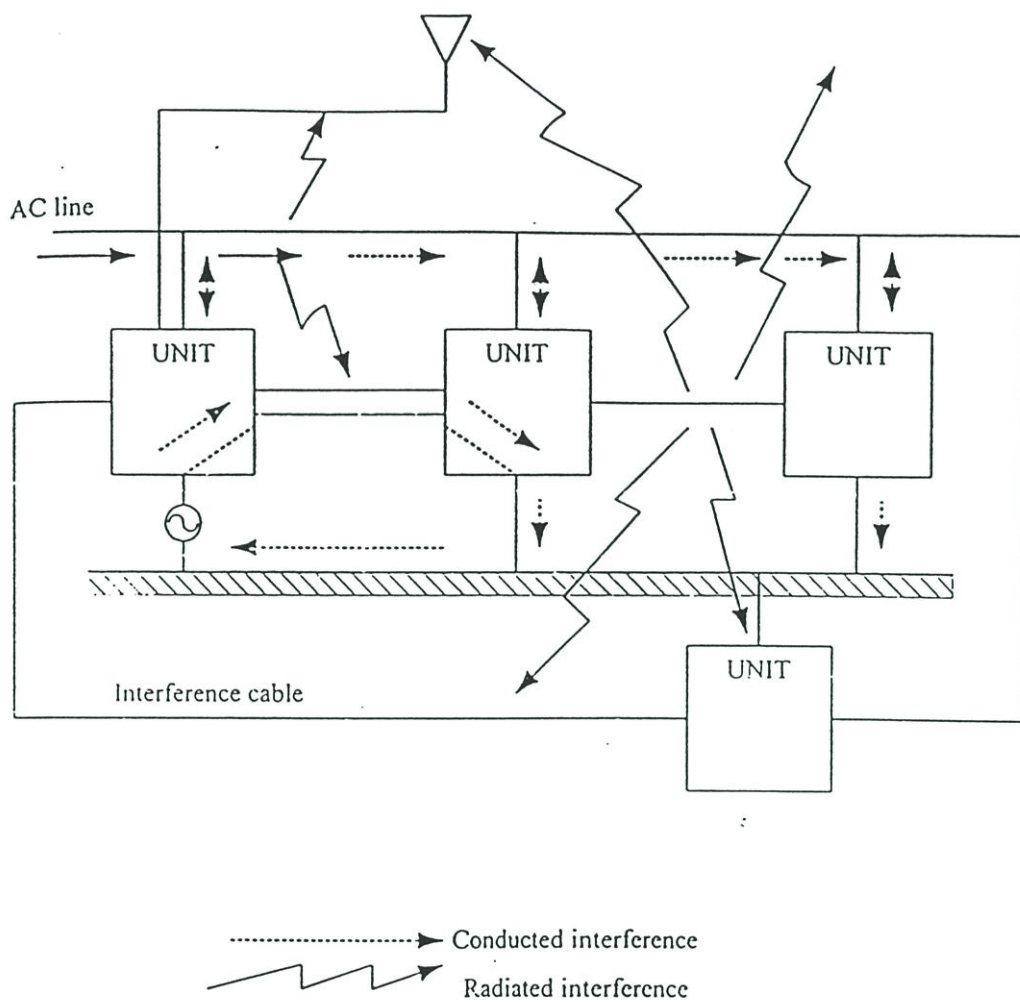 AC line
UNIT
UNIT
UNIT
UNIT
Interference cable
Conducted interference
Radiated interference